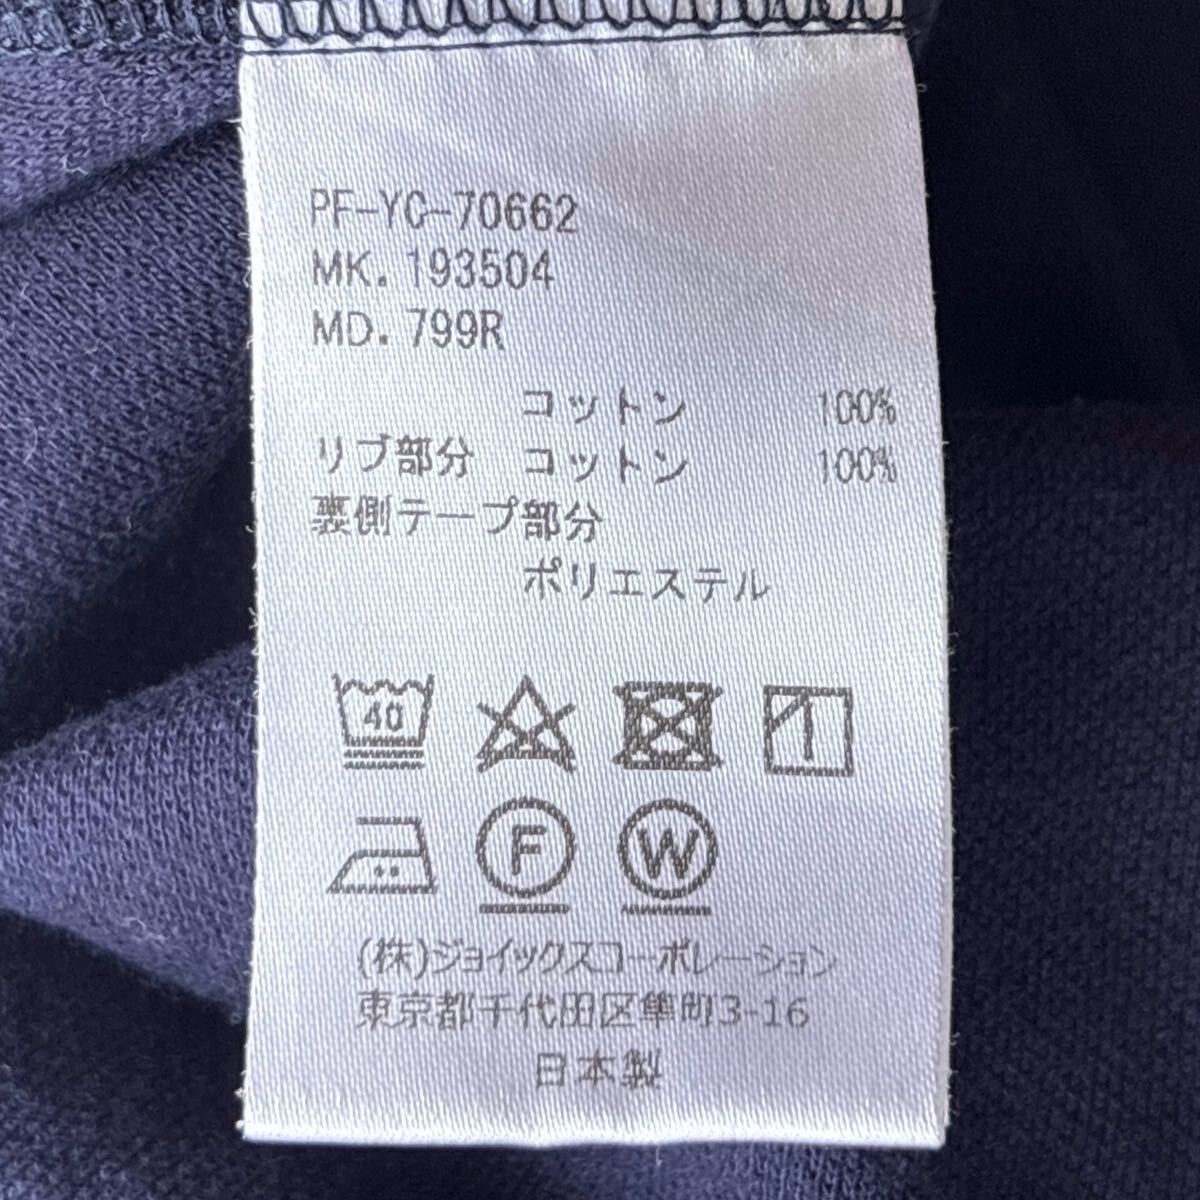 PF-YC-70662
MK. 193504
MD. 799R
コットン 100%
リブ部分 コットン 100%
裏側テープ部分
ポリエステル
40
F
W
(株)ジョイックスコーポレーション
東京都千代田区隼町3-16
日本製